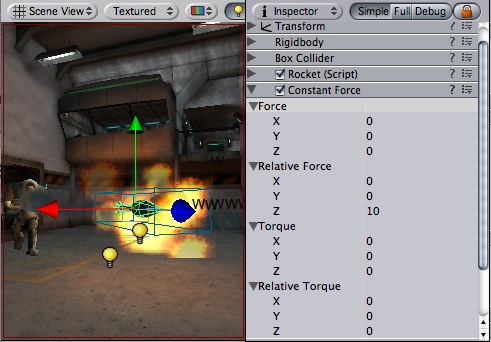 Scene View
Textured
Inspector
Simple Full Debug
Transform
Rigidbody
Box Collider
Rocket (Script)
Constant Force
Force
X 0
Y 0
Z 0
Relative Force
X 0
Y 0
Z 10
Torque
X 0
Y 0
Z 0
Relative Torque
X 0
Y 0
Z 0